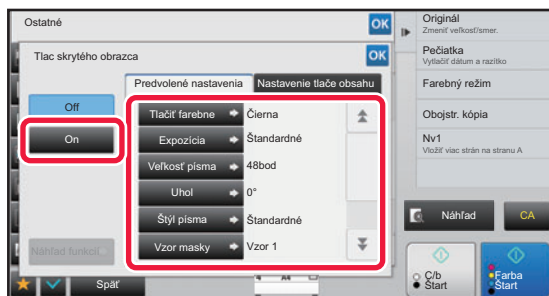 Ostatné
OK
Tlac skrytého obrazca
OK
Predvolené nastavenia
Nastavenie tlače obsahu
Off
On
Tlačiť farebne
Čierna
Expozícia
Štandardné
Veľkosť písma
48bod
Uhol
0°
Štýl písma
Štandardné
Vzor masky
Vzor 1
Náhľad funkcií
Späť
A4
Originál
Zmeniť veľkosť/smer.
Pečiatka
Vytlačiť dátum a razítko
Farebný režim
Obojstr. kópia
Nv1
Vložiť viac strán na stranu A
Náhľad
CA
Č/b
Štart
Farba
Štart